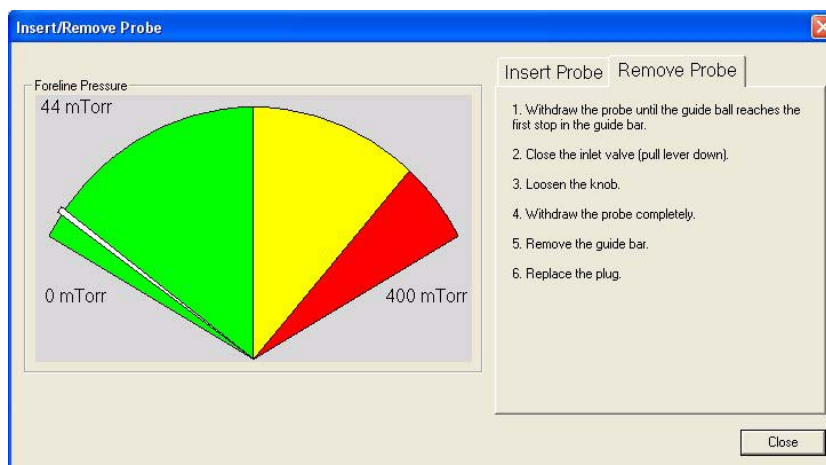 Insert/Remove Probe
Foreline Pressure
44 mTorr
0 mTorr
400 mTorr
Insert Probe
Remove Probe
1. Withdraw the probe until the guide ball reaches the
first stop in the guide bar.
2. Close the inlet valve (pull lever down).
3. Loosen the knob.
4. Withdraw the probe completely.
5. Remove the guide bar.
6. Replace the plug.
Close